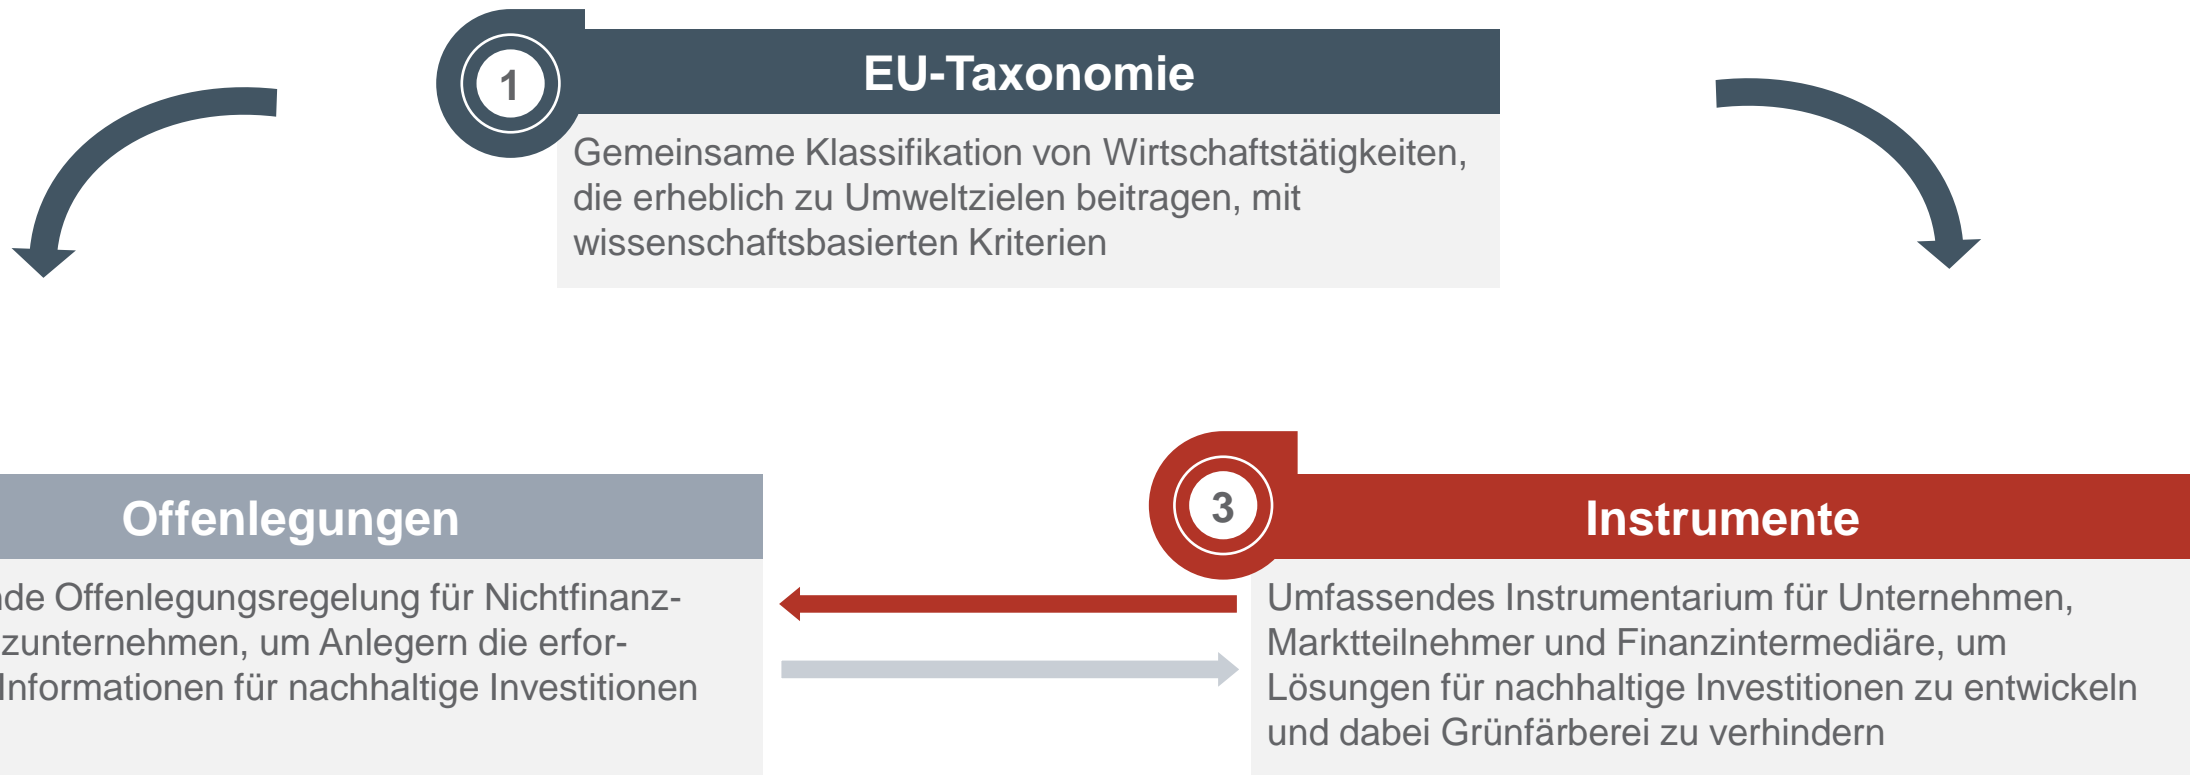 1
EU-Taxonomie
Gemeinsame Klassifikation von Wirtschaftstätigkeiten,
die erheblich zu Umweltzielen beitragen, mit
wissenschaftsbasierten Kriterien
Offenlegungen
Offenlegungsregelung für Nichtfinanz-
um Anlegern die erfor-
Informationen für nachhaltige Investitionen
3
Instrumente
Umfassendes Instrumentarium für Unternehmen,
Marktteilnehmer und Finanzintermediäre, um
Lösungen für nachhaltige Investitionen zu entwickeln
und dabei Grünfärberei zu verhindern